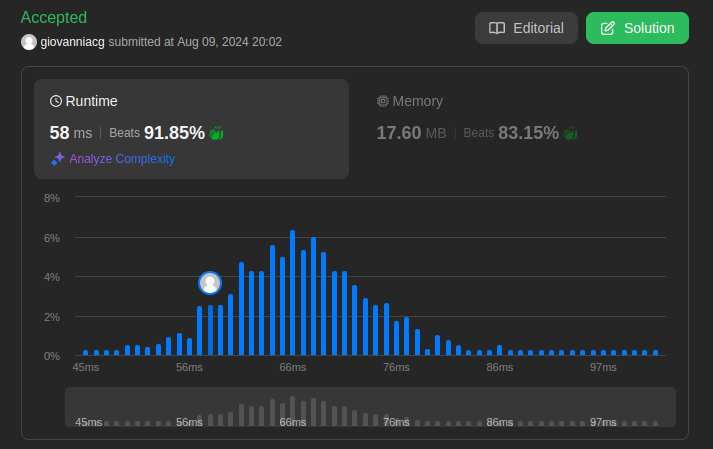 Accepted
giovanniacg submitted at Aug 09, 2024 20:02
Editorial
Solution
Runtime
58 ms | Beats 91.85%
Analyze Complexity
Memory
17.60 MB | Beats 83.15%
8%
6%
4%
2%
0%
45ms 56ms 66ms 76ms 86ms 97ms
45ms 56ms 66ms 76ms 86ms 97ms